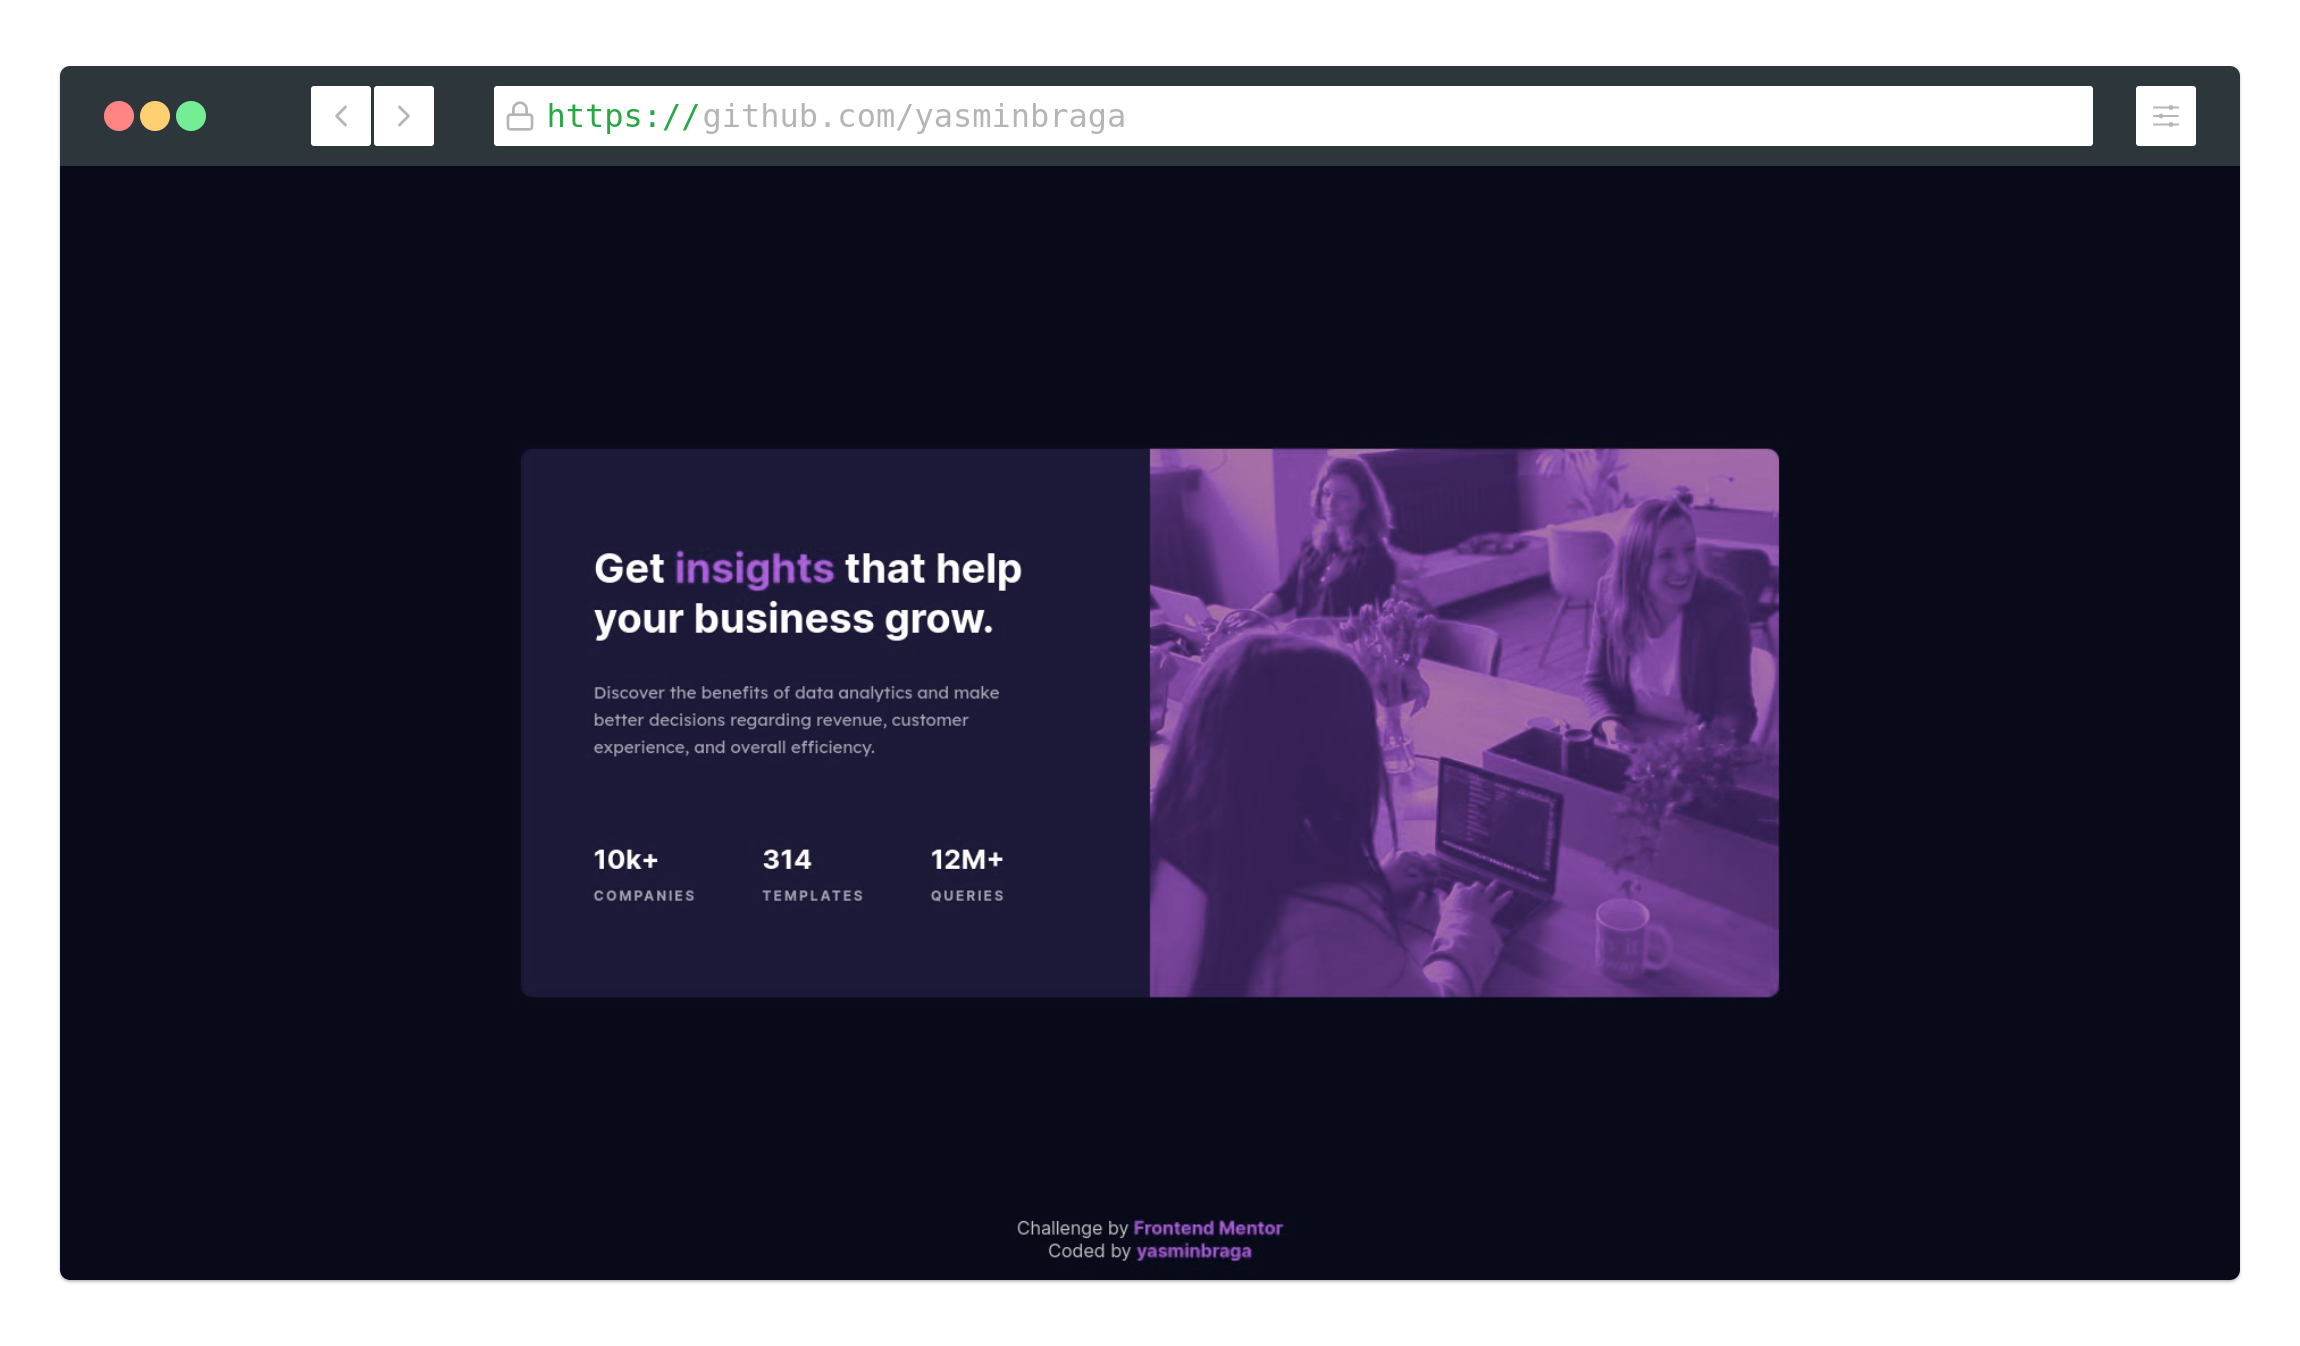 https://github.com/yasminbraga
Get insights that help
your business grow.
Discover the benefits of data analytics and make
better decisions regarding revenue, customer
experience, and overall efficiency.
10k+ 314 12M+
COMPANIES TEMPLATES QUERIES
Challenge by Frontend Mentor
Coded by yasminbraga